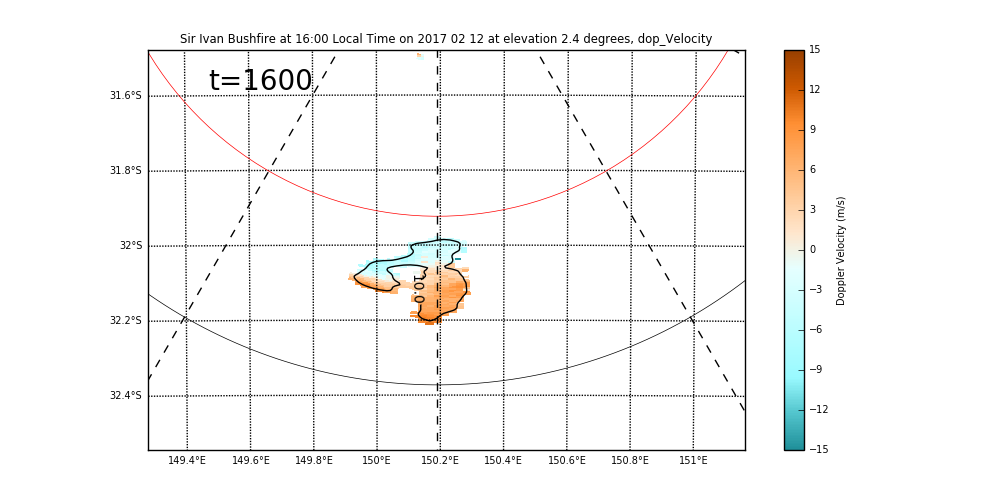 Sir Ivan Bushfire at 16:00 Local Time on 2017 02 12 at elevation 2.4 degrees, dop_Velocity
t=1600
31.6°S
31.8°S
32°S
32.2°S
32.4°S
149.4°E 149.6°E 149.8°E 150°E 150.2°E 150.4°E 150.6°E 150.8°E 151°E
10.0
15
12
9
6
3
0
−3
−6
−9
−12
−15
Doppler Velocity (m/s)